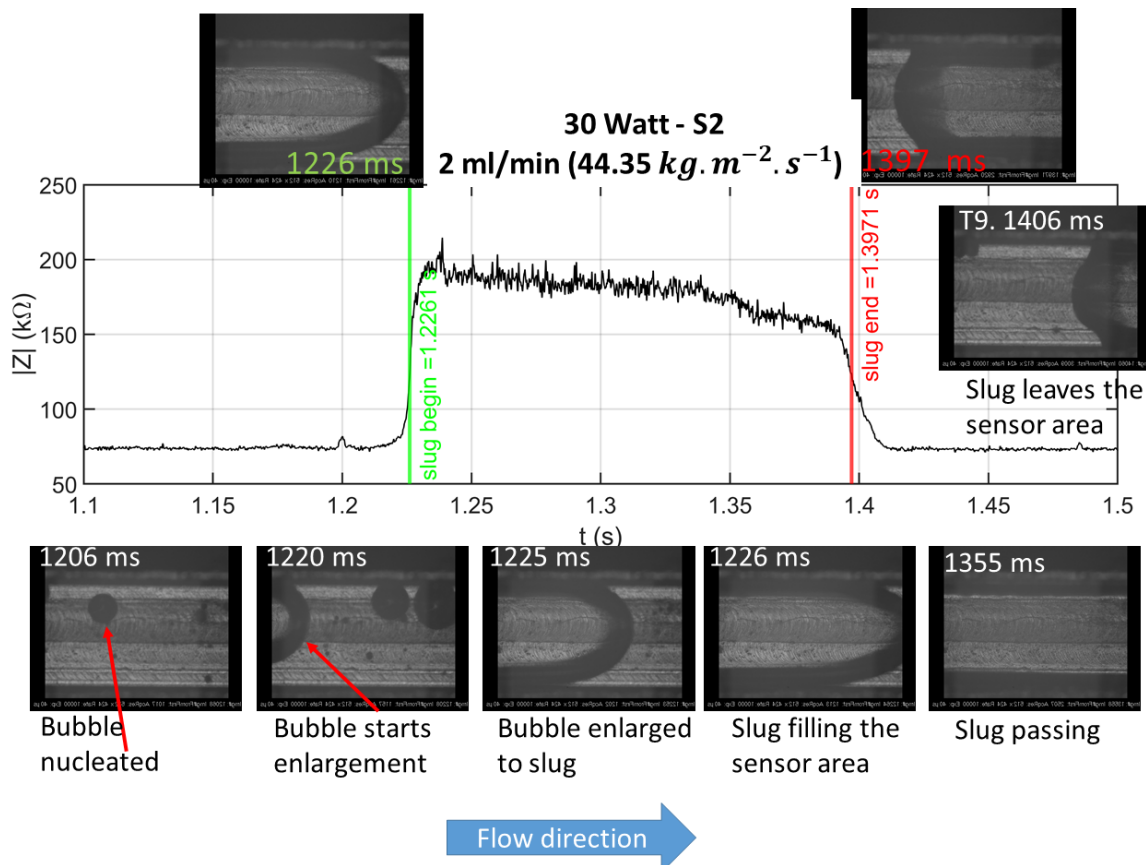 1226 ms
30 Watt - S2
2 ml/min (44.35 kg.m⁻².s⁻¹)
1397 ms
T9. 1406 ms
Slug leaves the
sensor area
250
200
150
100
50
|Z| (kΩ)
slug begin =1.2261 s
slug end =1.3971 s
1.1
1.15
1.2
1.25
1.3
1.35
1.4
1.45
1.5
t (s)
1206 ms
1220 ms
1225 ms
1226 ms
1355 ms
Bubble
nucleated
Bubble starts
enlargement
Bubble enlarged
to slug
Slug filling the
sensor area
Slug passing
Flow direction